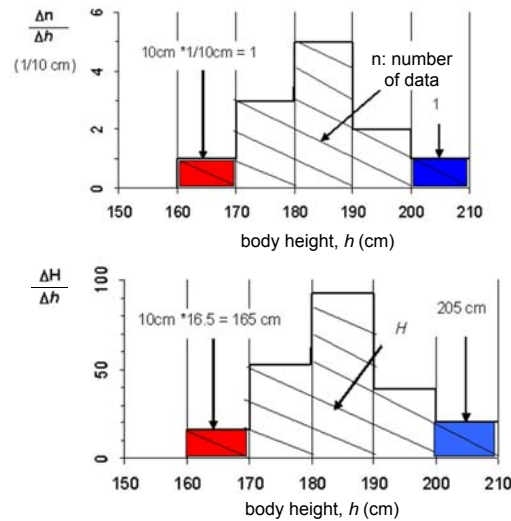 Δn
Δh
(1/10 cm)
10cm *1/10cm = 1
n: number
of data
1
6
4
2
0
150 160 170 180 190 200 210
body height, h (cm)
ΔH
Δh
10cm *16.5 = 165 cm
H
205 cm
100
50
0
150 160 170 180 190 200 210
body height, h (cm)